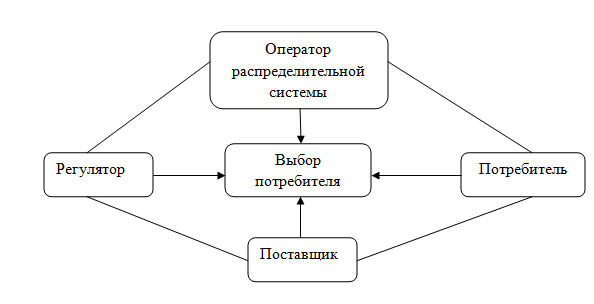 Оператор
распределительной
системы
Регулятор
Выбор
потребителя
Потребитель
Поставщик